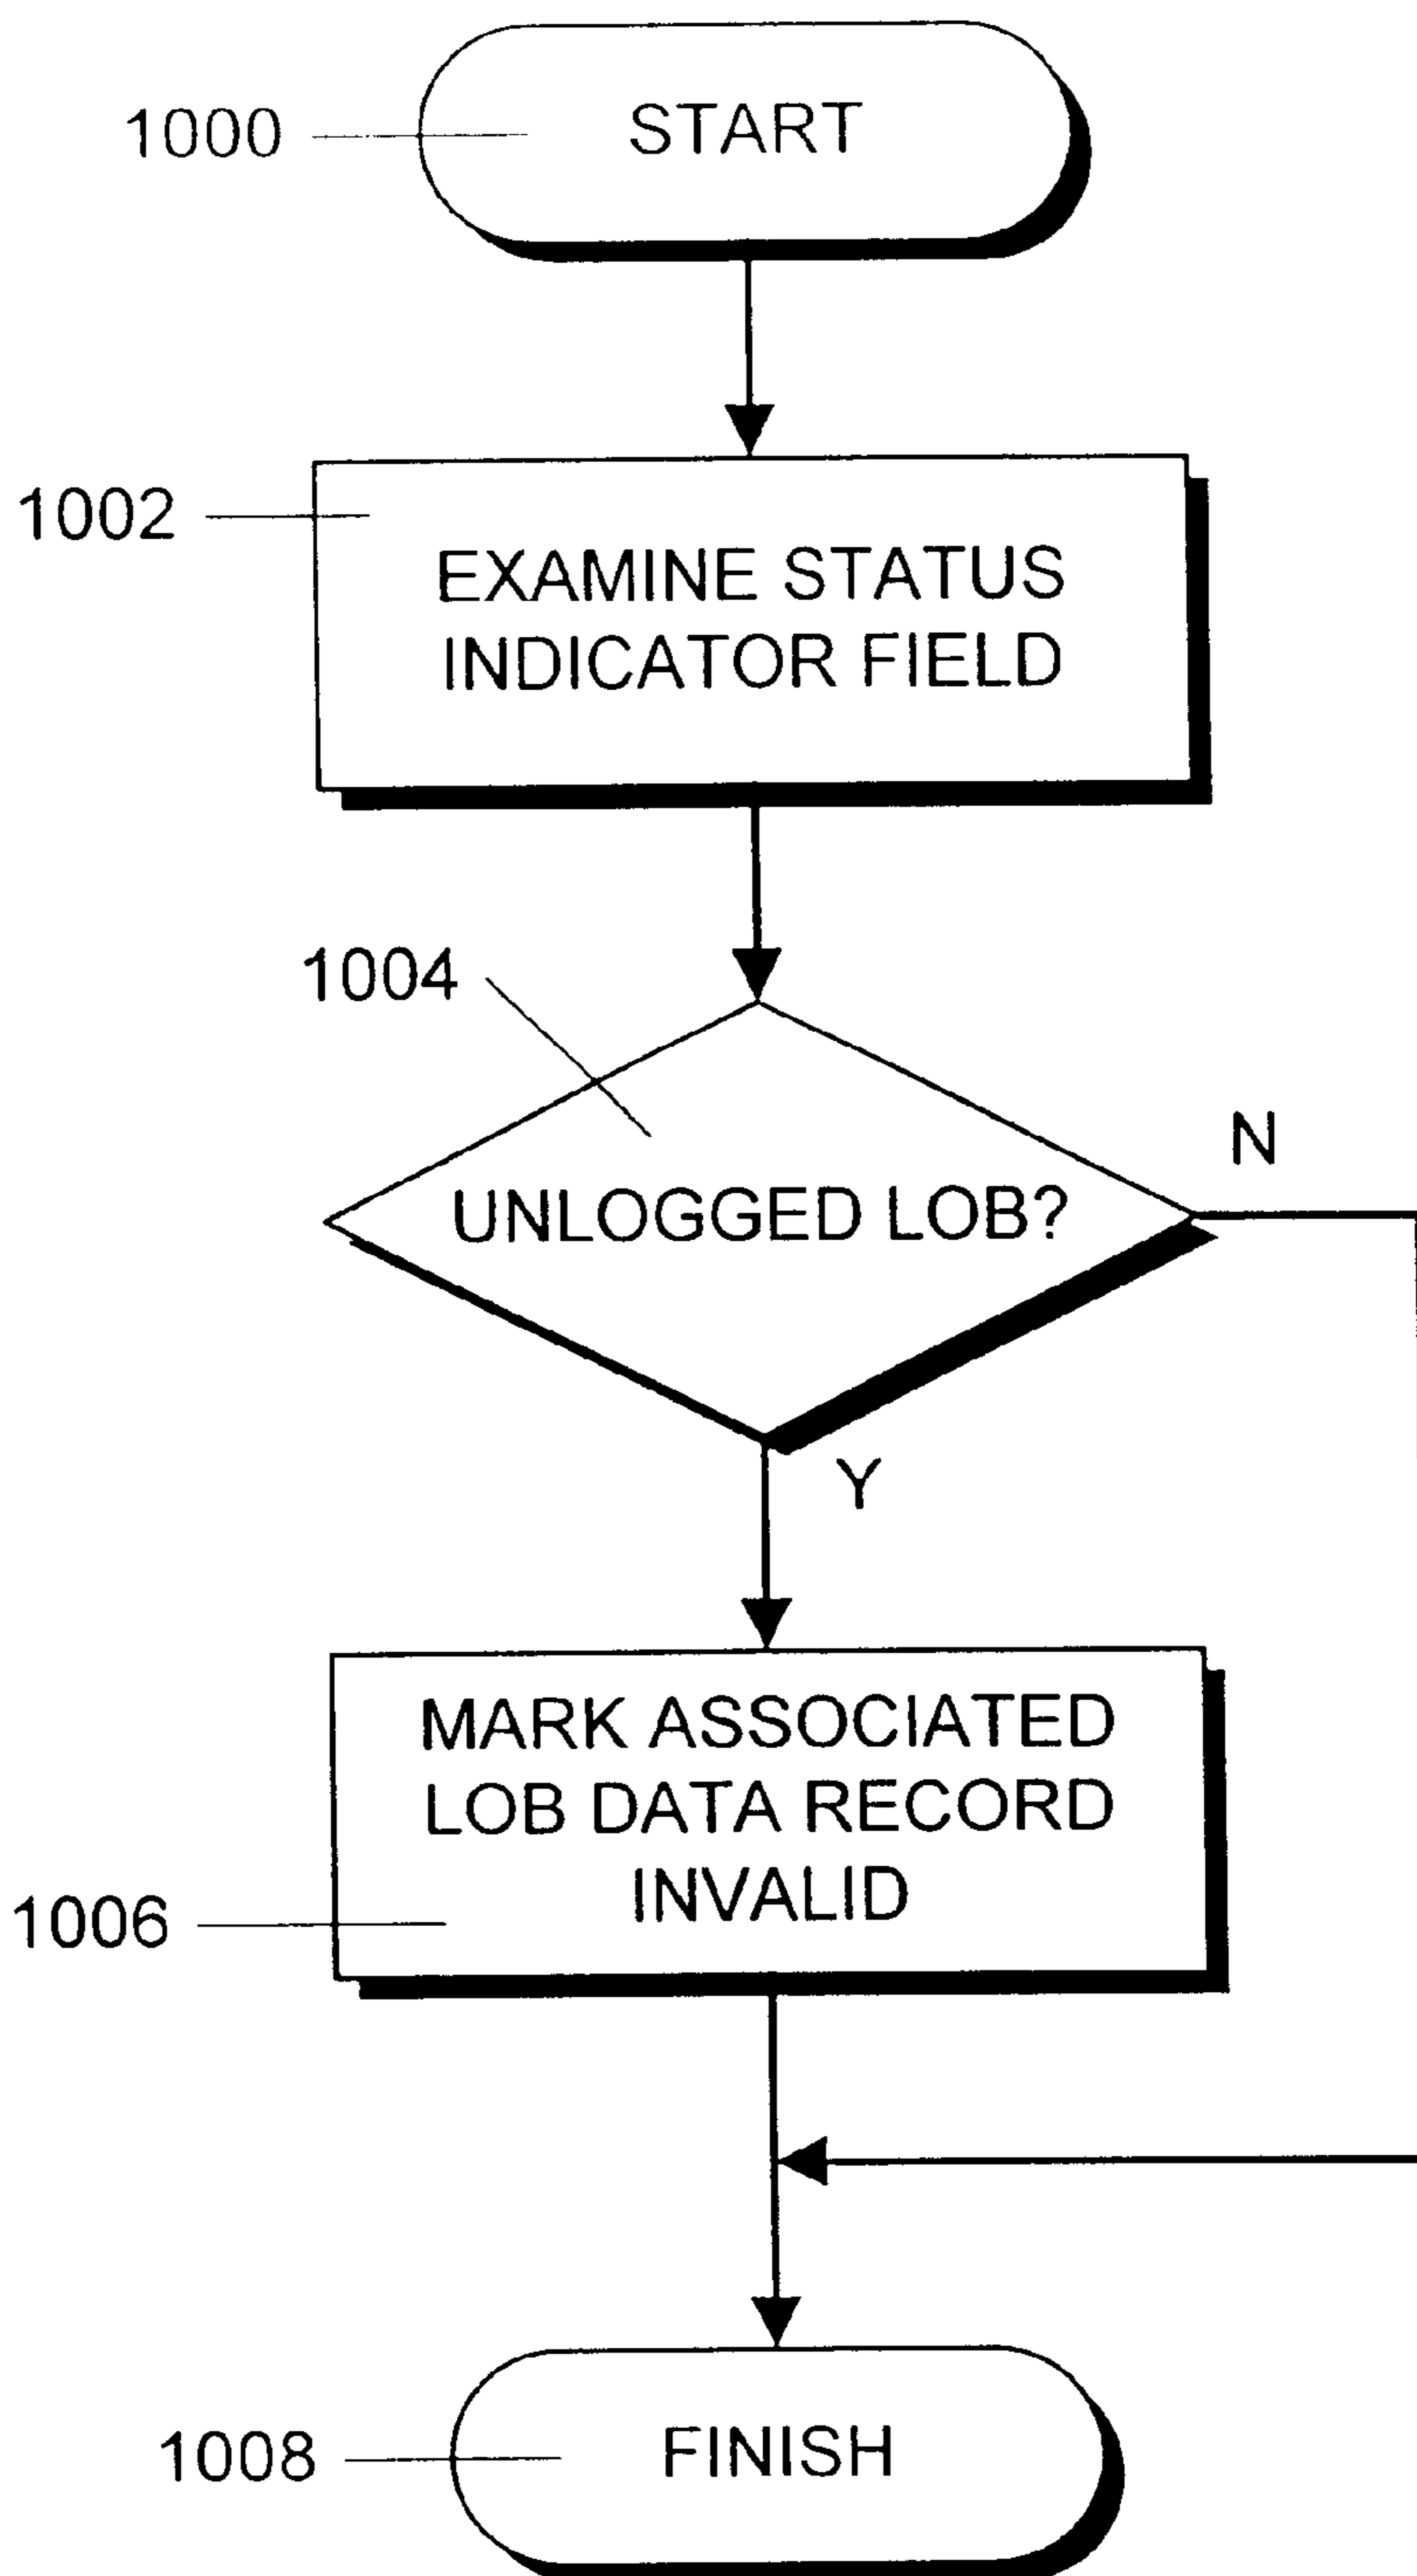 1000
START
1002
EXAMINE STATUS
INDICATOR FIELD
1004
UNLOGGED LOB?
N
Y
MARK ASSOCIATED
LOB DATA RECORD
INVALID
1006
1008
FINISH